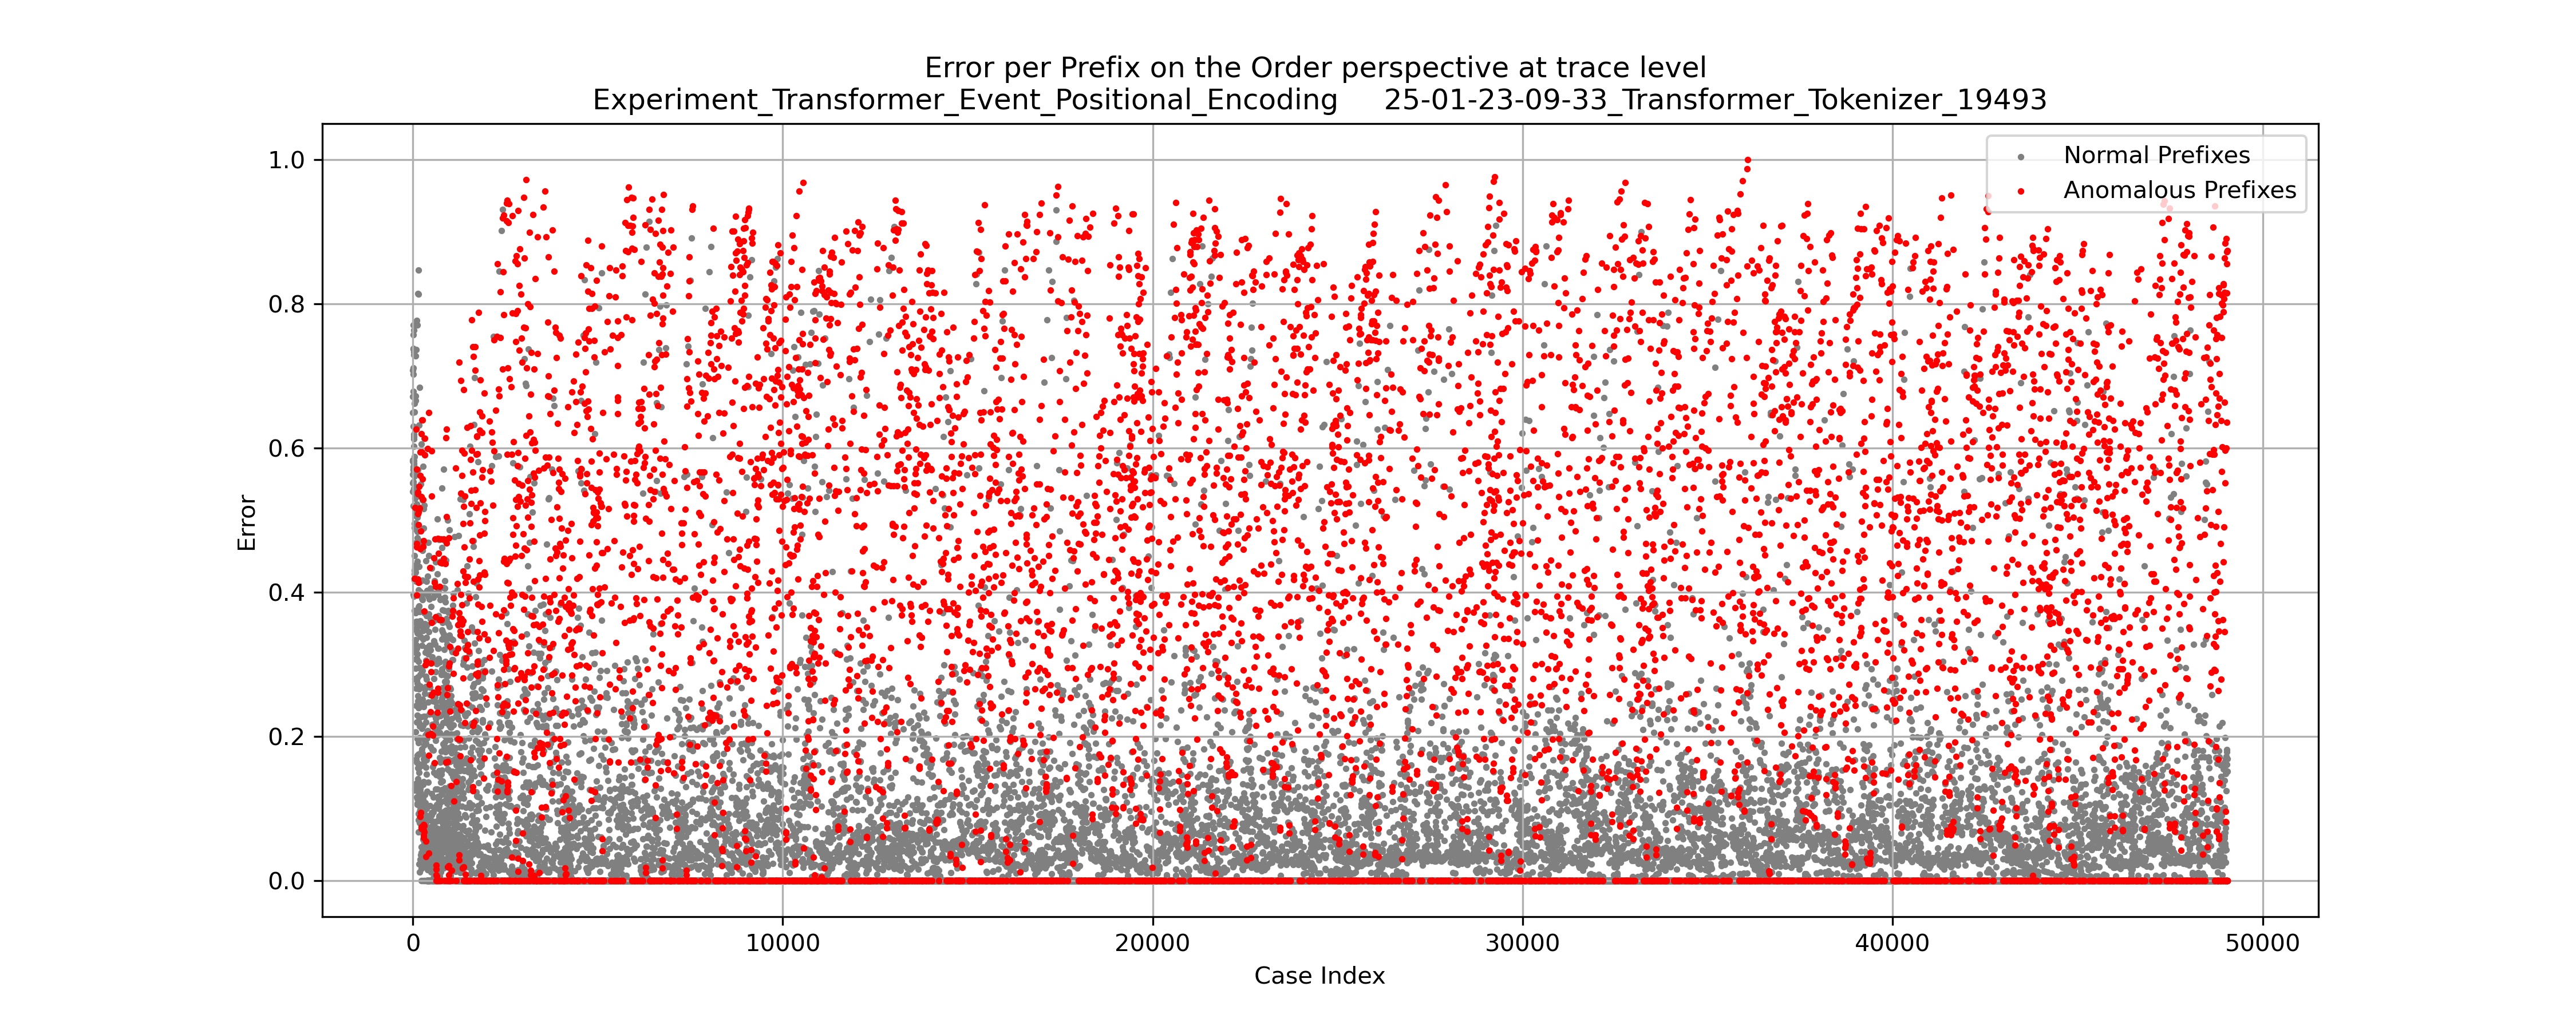 Error per Prefix on the Order perspective at trace level
Experiment_Transformer_Event_Positional_Encoding 25-01-23-09-33_Transformer_Tokenizer_19493
Normal Prefixes
Anomalous Prefixes
1.0
0.8
0.6
0.4
0.2
0.0
Error
0
10000
20000
30000
40000
50000
Case Index